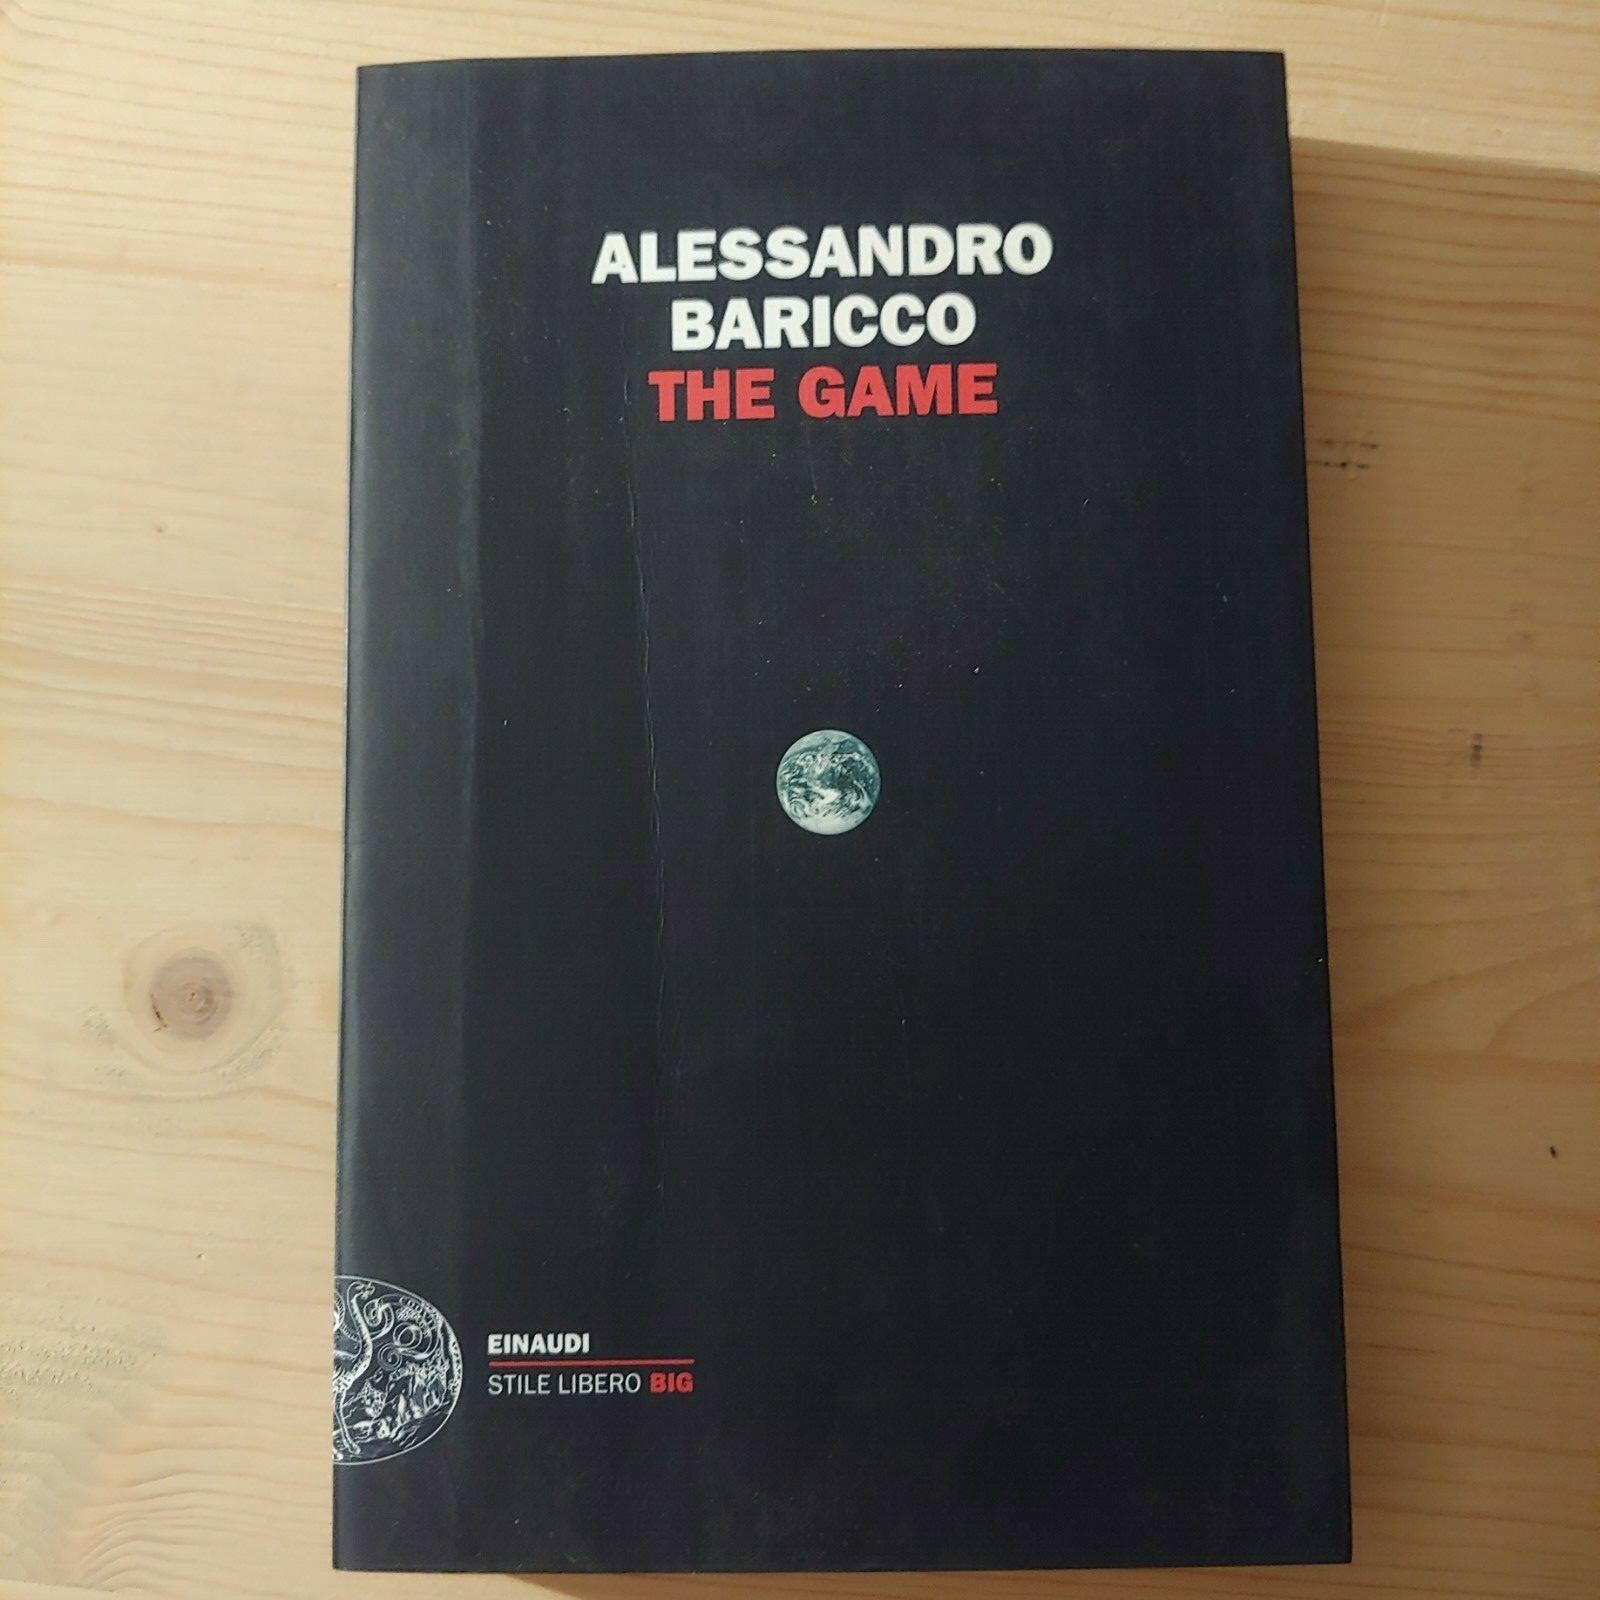 ALESSANDRO
BARICCO
THE GAME
EINAUDI
STILE LIBERO BIG